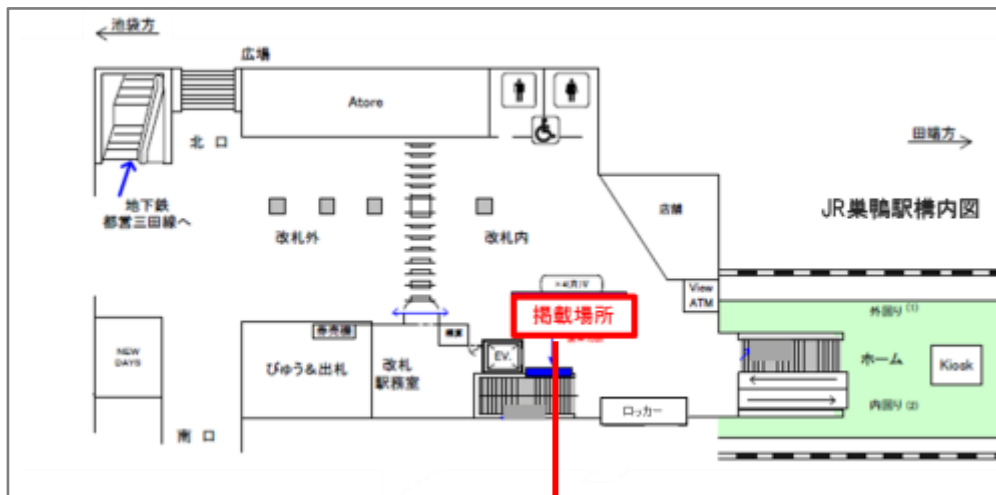 池袋方
広場
Atore
北口
田端方
地下鉄
都営三田線へ
店舗
JR巣鴨駅構内図
改札外
改札内
View
ATM
掲載場所
外回り(1)
券売機
精算
NEW
DAYS
びゅう&出札
改札
駅務室
EV.
ホーム
Kiosk
内回り(2)
ロッカー
南口